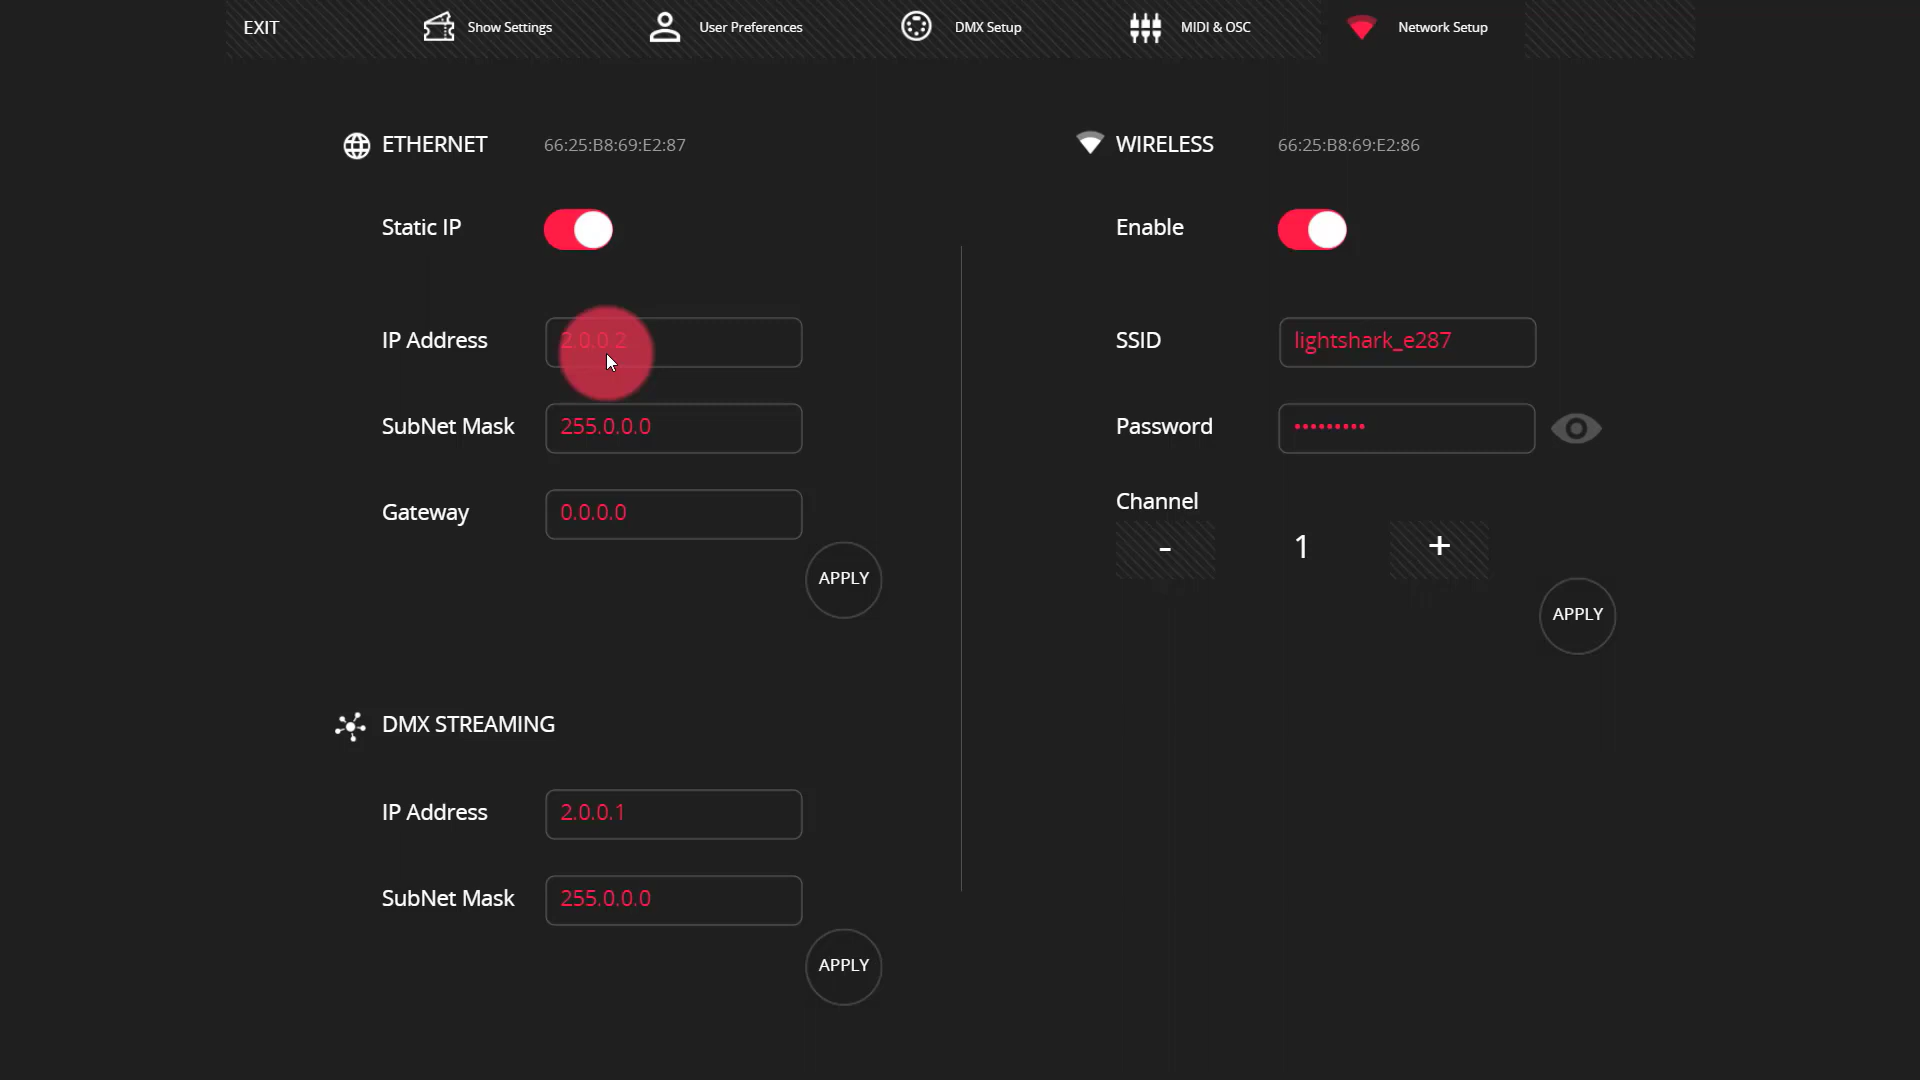 EXIT
Show Settings
User Preferences
DMX Setup
MIDI & OSC
Network Setup
ETHERNET
66:25:B8:69:E2:87
Static IP
IP Address
2.0.0.2
SubNet Mask
255.0.0.0
Gateway
0.0.0.0
APPLY
DMX STREAMING
IP Address
2.0.0.1
SubNet Mask
255.0.0.0
APPLY
WIRELESS
66:25:B8:69:E2:86
Enable
SSID
lightshark_e287
Password
•••••••••
Channel
- 1 +
APPLY